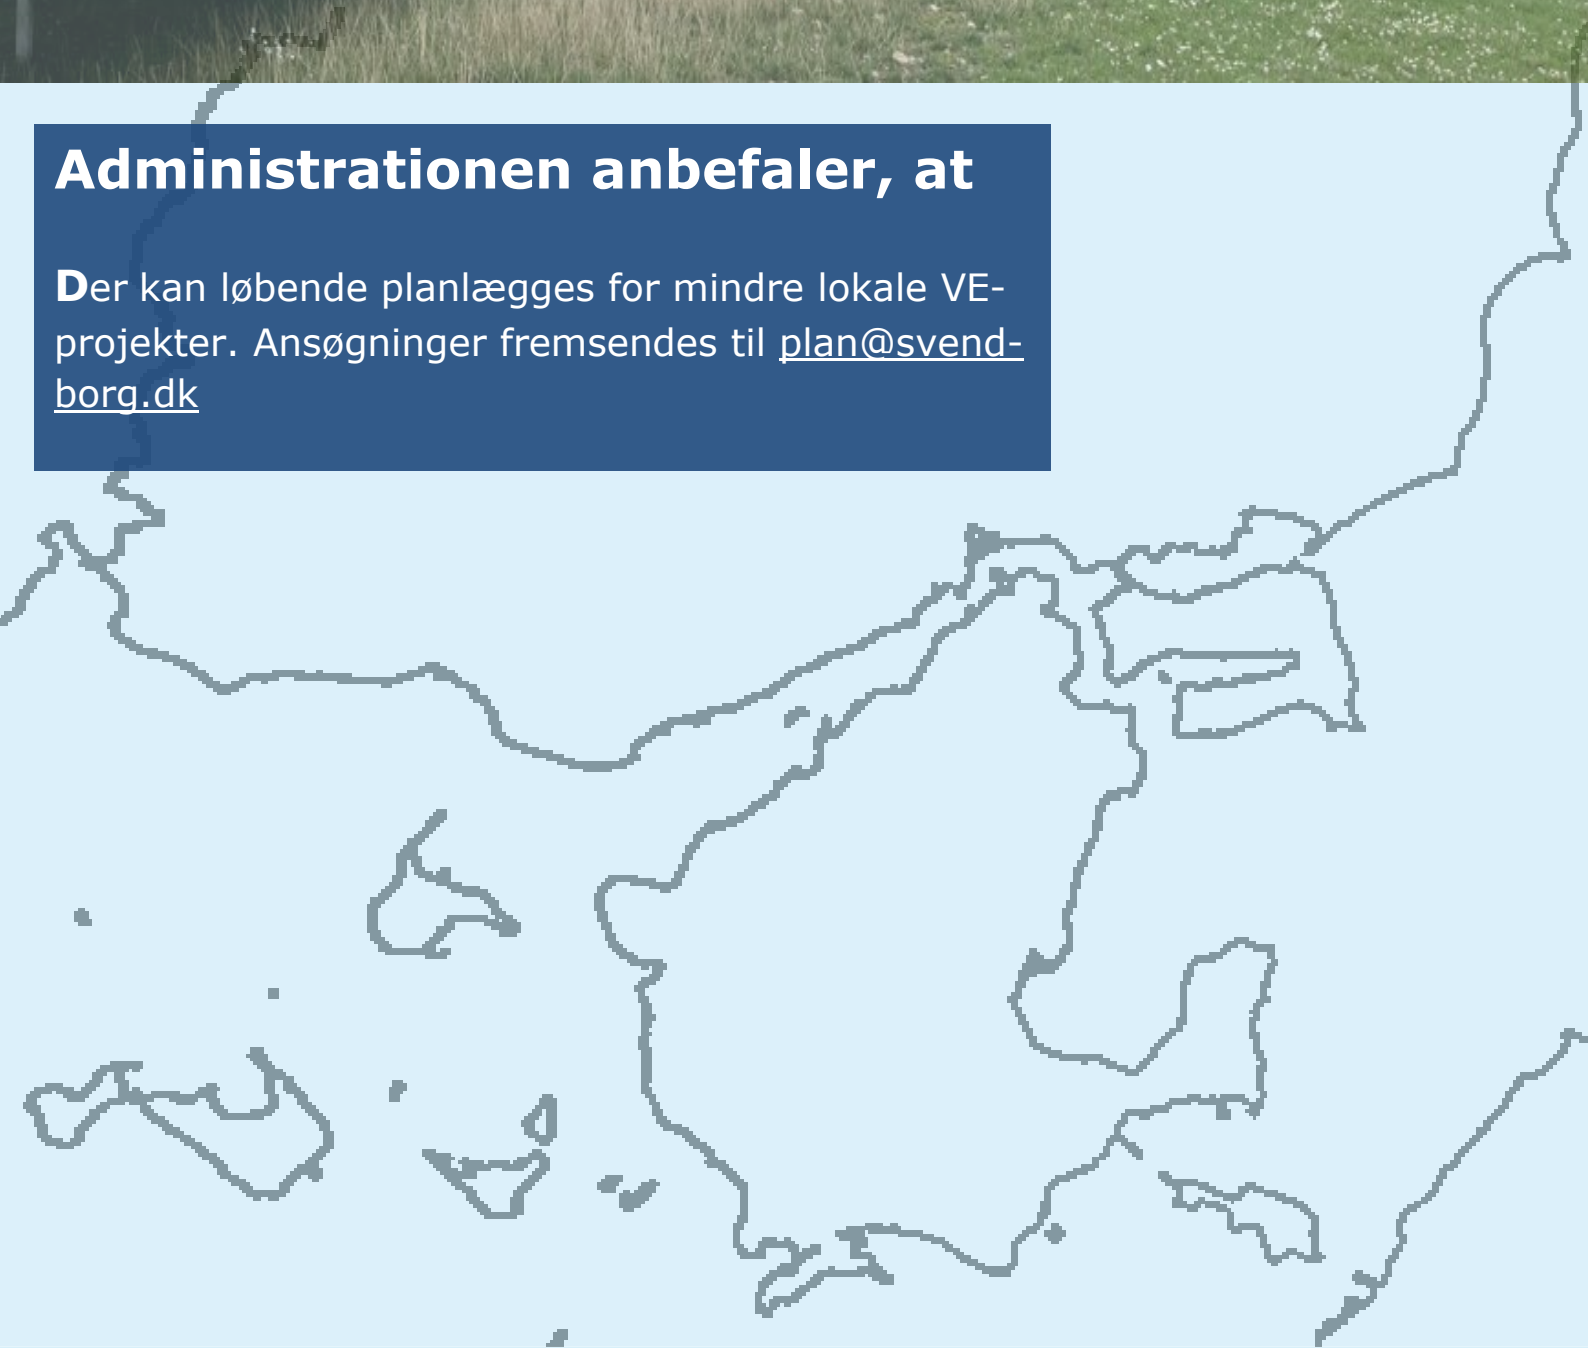 Administrationen anbefaler, at
Der kan løbende planlægges for mindre lokale VE-
projekter. Ansøgninger fremsendes til plan@svend-
borg.dk